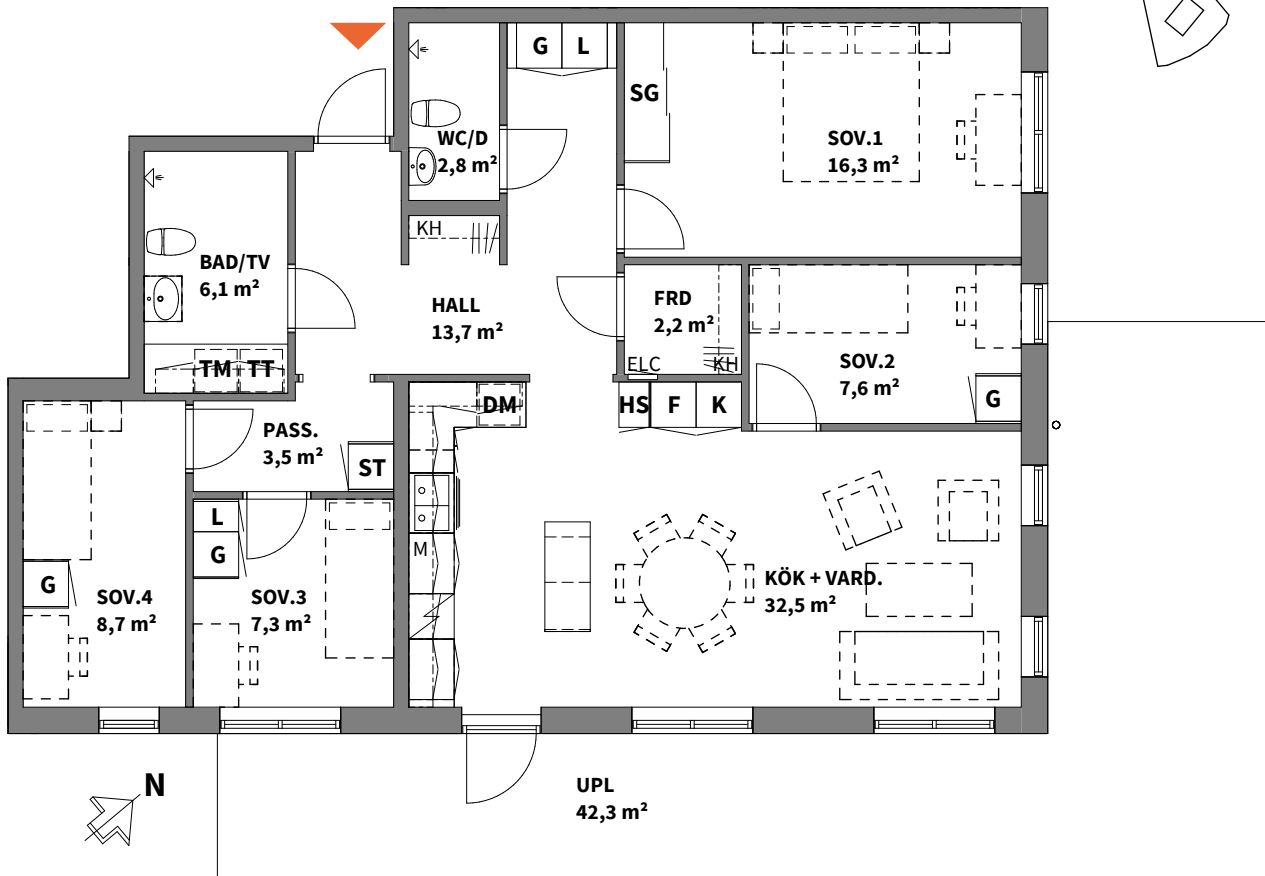 G
L
SG
WC/D
2,8 m²
SOV.1
16,3 m²
KH
BAD/TV
6,1 m²
HALL
13,7 m²
FRD
2,2 m²
ELC
KH
SOV.2
7,6 m²
G
TM
TT
DM
HS
F
K
PASS.
3,5 m²
ST
L
G
M
G
SOV.4
8,7 m²
SOV.3
7,3 m²
KÖK + VARD.
32,5 m²
N
UPL
42,3 m²